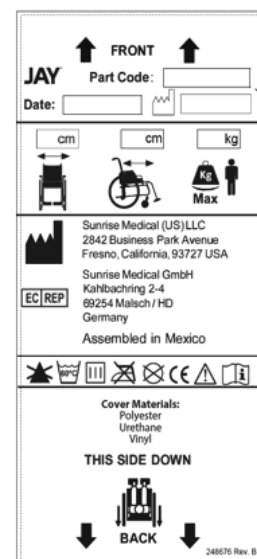 FRONT
JAY Part Code:
Date:
cm cm kg
Kg
Max
Sunrise Medical (US)LLC
2842 Business Park Avenue
Fresno, California, 93727 USA
Sunrise Medical GmbH
Kahlbachring 2-4
EC REP 69254 Malsch / HD
Germany
Assembled in Mexico
60°C CE i
Cover Materials:
Polyester
Urethane
Vinyl
THIS SIDE DOWN
BACK
248676 Rev. B